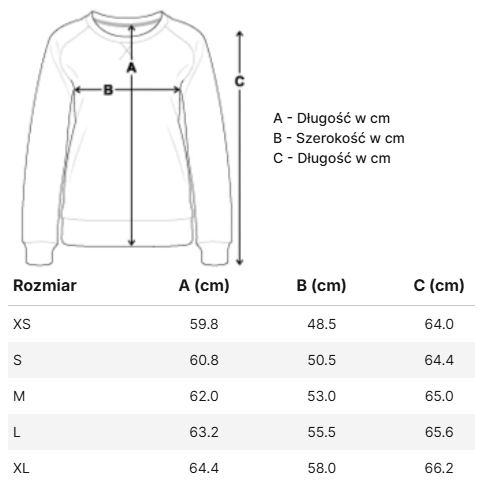 A
B
C
A - Długość w cm
B - Szerokość w cm
C - Długość w cm
Rozmiar A (cm) B (cm) C (cm)
XS 59.8 48.5 64.0
S 60.8 50.5 64.4
M 62.0 53.0 65.0
L 63.2 55.5 65.6
XL 64.4 58.0 66.2